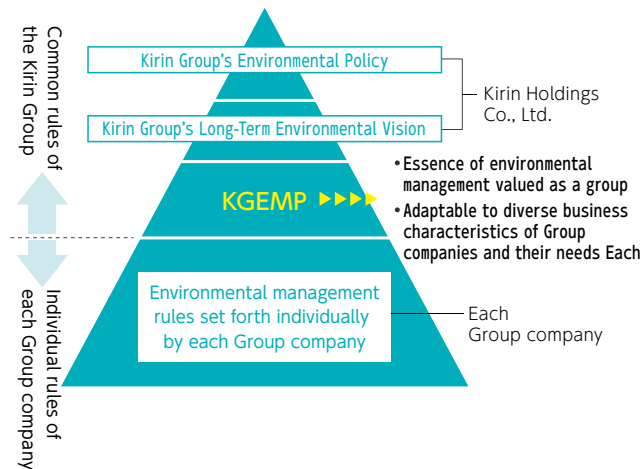 Common rules of
the Kirin Group
Kirin Group's Environmental Policy
Kirin Group's Long-Term Environmental Vision
Kirin Holdings
Co., Ltd.
KGEMP
•Essence of environmental
management valued as a group
•Adaptable to diverse business
characteristics of Group
companies and their needs Each
Individual rules of
each Group company
Environmental management
rules set forth individually
by each Group company
Each
Group company